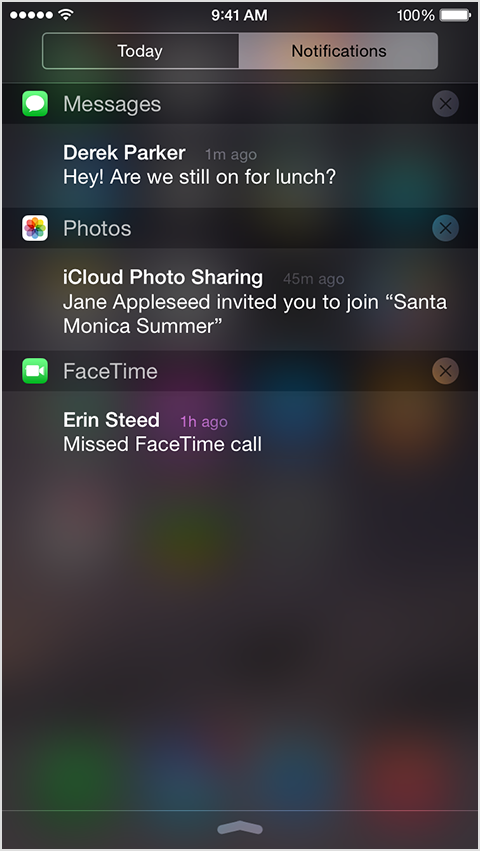 9:41 AM 100%
Today Notifications
Messages
Derek Parker 1m ago
Hey! Are we still on for lunch?
Photos
iCloud Photo Sharing 45m ago
Jane Appleseed invited you to join “Santa
Monica Summer”
FaceTime
Erin Steed 1h ago
Missed FaceTime call